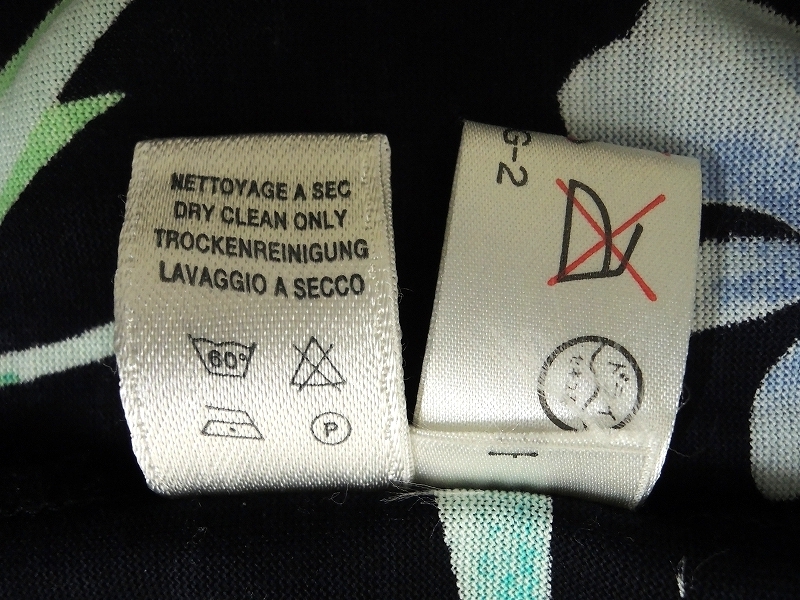 NETTOYAGE A SEC
DRY CLEAN ONLY
TROCKENREINIGUNG
LAVAGGIO A SECCO
60°
P
G-2